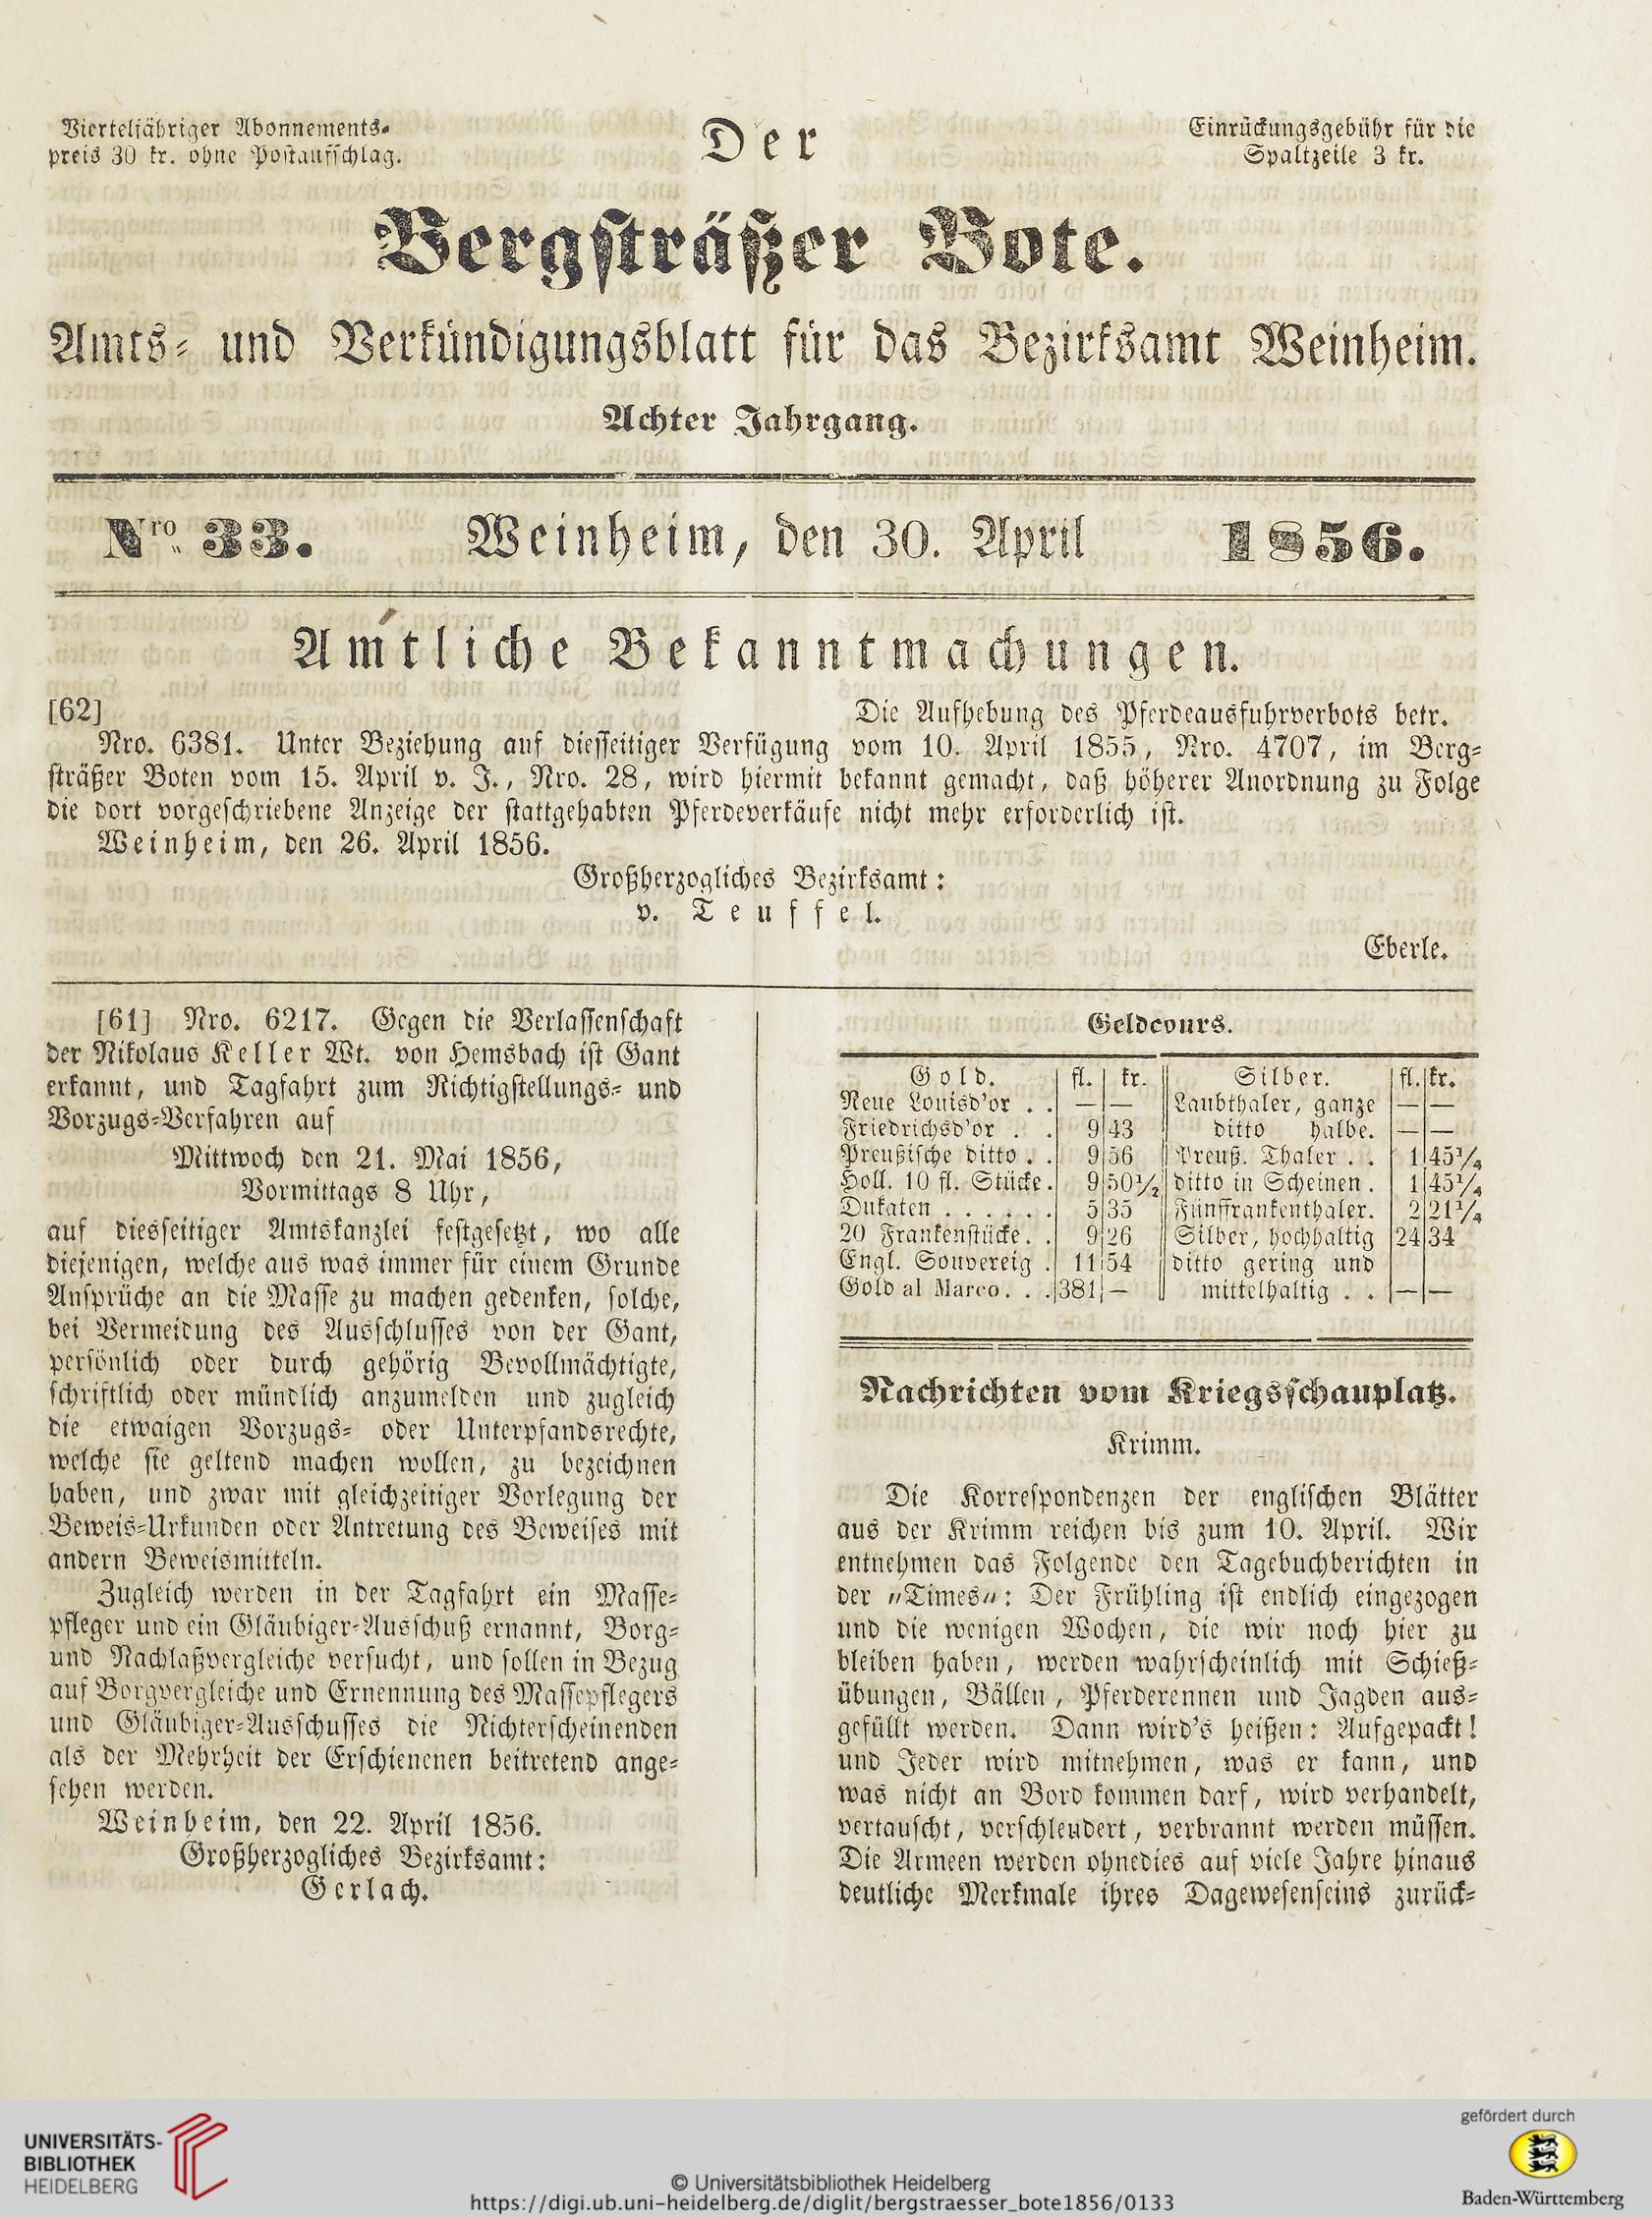 Vierteljähriger Abonnements-
preis 30 kr. ohne Postaufschlag.
Der
Einrückungsgebühr für die
Spaltzeile 3 kr.
Bergsträßer Bote.
Amts- und Verkündigungsblatt für das Bezirksamt Weinheim.
Achter Jahrgang.
Nro. 33. Weinheim, den 30. April 1856.
Amtliche Bekanntmachungen.
[62] Die Aufhebung des Pferdeausfuhrverbots betr.
Nro. 6381. Unter Beziehung auf diesseitiger Verfügung vom 10. April 1855, Nro. 4707, im Berg-
sträßer Boten vom 15. April v. J., Nro. 28, wird hiermit bekannt gemacht, daß höherer Anordnung zu Folge
die dort vorgeschriebene Anzeige der stattgehabten Pferdeverkäufe nicht mehr erforderlich ist.
Weinheim, den 26. April 1856.
Großherzogliches Bezirksamt:
v. Teuffel.
Eberle.
[61] Nro. 6217. Gegen die Verlassenschaft
der Nikolaus Keller Wt. von Hemsbach ist Gant
erkannt, und Tagfahrt zum Richtigstellungs- und
Vorzugs-Verfahren auf
Mittwoch den 21. Mai 1856,
Vormittags 8 Uhr,
auf diesseitiger Amtskanzlei festgesetzt, wo alle
diejenigen, welche aus was immer für einem Grunde
Ansprüche an die Masse zu machen gedenken, solche,
bei Vermeidung des Ausschlusses von der Gant,
persönlich oder durch gehörig Bevollmächtigte,
schriftlich oder mündlich anzumelden und zugleich
die etwaigen Vorzugs- oder Unterpfandsrechte,
welche sie geltend machen wollen, zu bezeichnen
haben, und zwar mit gleichzeitiger Vorlegung der
Beweis-Urkunden oder Antretung des Beweises mit
andern Beweismitteln.
Zugleich werden in der Tagfahrt ein Masse-
pfleger und ein Gläubiger-Ausschuß ernannt, Borg-
und Nachlaßvergleiche versucht, und sollen in Bezug
auf Borgvergleiche und Ernennung des Massepflegers
und Gläubiger-Ausschusses die Nichterscheinenden
als der Mehrheit der Erschienenen beitretend ange-
sehen werden.
Weinheim, den 22. April 1856.
Großherzogliches Bezirksamt:
Gerlach.
Geldcours.
Gold. fl. kr. Silber. fl. kr.
Neue Louisd'or . . — — Laubthaler, ganze — —
Friedrichsd'or . . 9 43 ditto halbe. — —
Preußische ditto . . 9 56 Preuß. Thaler . . 1 45¼
Holl. 10 fl. Stücke. 9 50½ ditto in Scheinen . 1 45¼
Dukaten . . . . . . 5 35 Fünffrankenthaler. 2 21¼
20 Frankenstücke. . 9 26 Silber, hochhaltig 24 34
Engl. Souvereig . 11 54 ditto gering und
Gold al Marco. . . 381 — mittelhaltig . . — —
Nachrichten vom Kriegsschauplatz.
Krimm.
Die Korrespondenzen der englischen Blätter
aus der Krimm reichen bis zum 10. April. Wir
entnehmen das Folgende den Tagebuchberichten in
der „Times“: Der Frühling ist endlich eingezogen
und die wenigen Wochen, die wir noch hier zu
bleiben haben, werden wahrscheinlich mit Schieß-
übungen, Bällen, Pferderennen und Jagden aus-
gefüllt werden. Dann wird's heißen: Aufgepackt!
und Jeder wird mitnehmen, was er kann, und
was nicht an Bord kommen darf, wird verhandelt,
vertauscht, verschleudert, verbrannt werden müssen.
Die Armeen werden ohnedies auf viele Jahre hinaus
deutliche Merkmale ihres Dagewesenseins zurück-
UNIVERSITÄTS-
BIBLIOTHEK
HEIDELBERG
© Universitätsbibliothek Heidelberg
https://digi.ub.uni-heidelberg.de/diglit/bergstraesser_bote1856/0133
gefördert durch
Baden-Württemberg